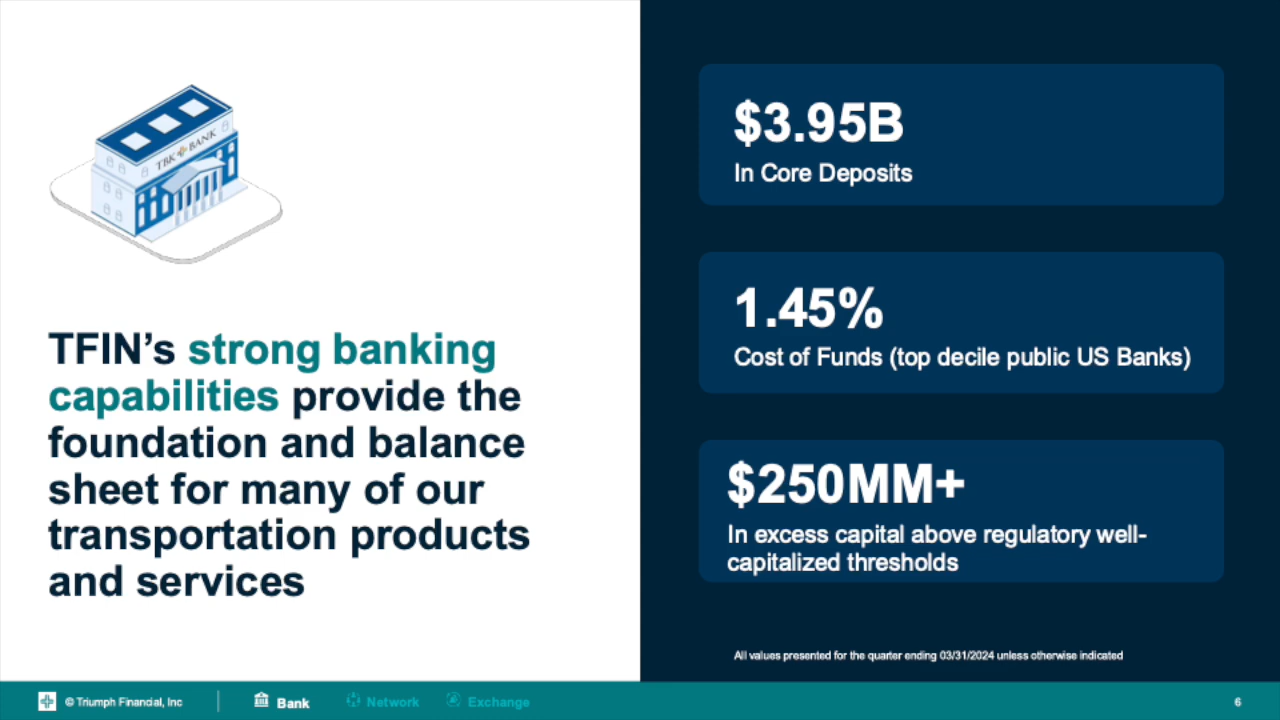 TBK BANK
TFIN’s strong banking
capabilities provide the
foundation and balance
sheet for many of our
transportation products
and services
$3.95B
In Core Deposits
1.45%
Cost of Funds (top decile public US Banks)
$250MM+
In excess capital above regulatory well-
capitalized thresholds
All values presented for the quarter ending 03/31/2024 unless otherwise indicated
© Triumph Financial, Inc
Bank
Network
Exchange
6